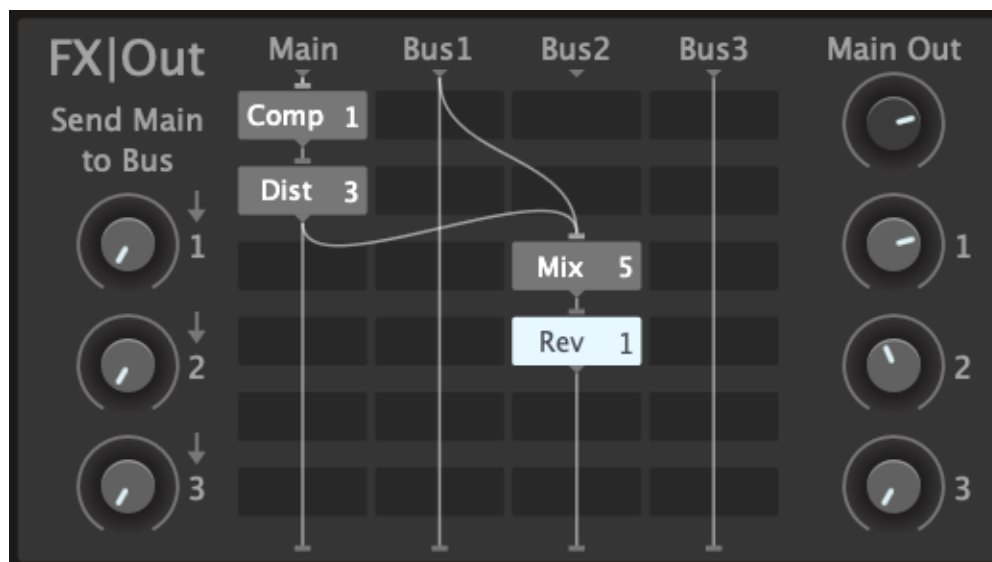 FX|Out
Main Bus1 Bus2 Bus3
Main Out
Send Main
to Bus
Comp 1
Dist 3
1
1
Mix 5
Rev 1
2
2
3
3